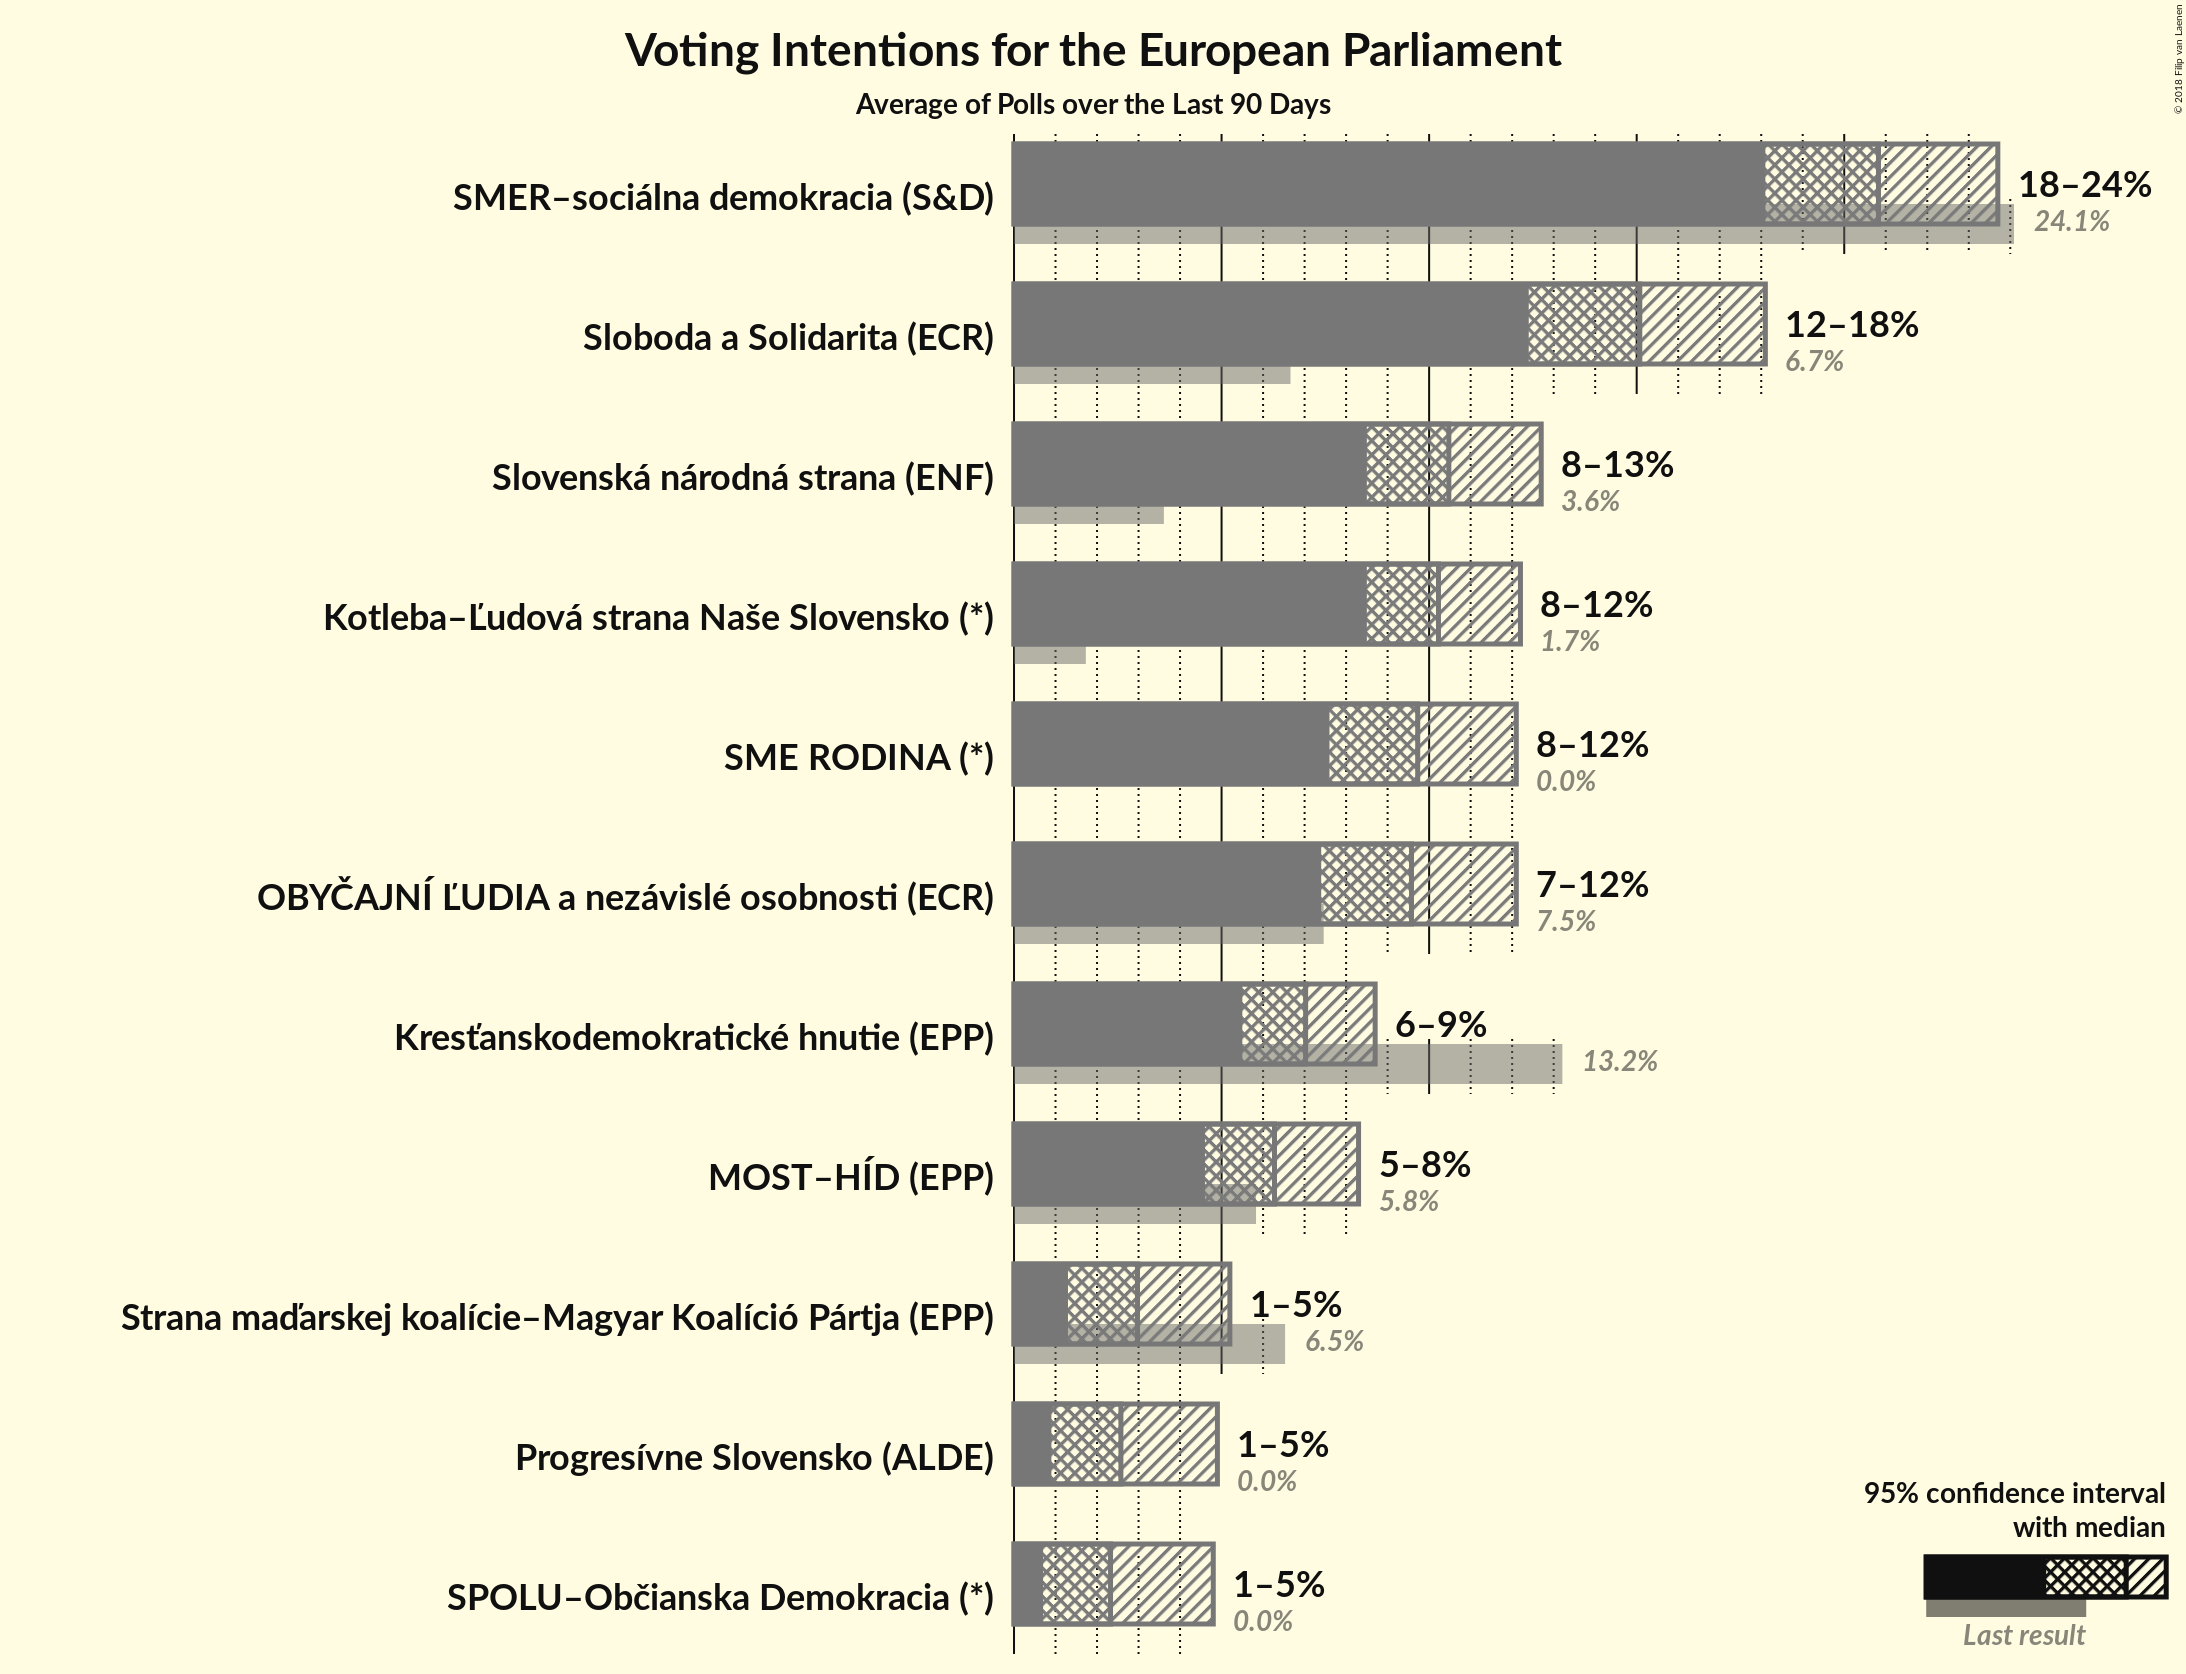 Voting Intentions for the European Parliament
Average of Polls over the Last 90 Days
© 2018 Filip van Laenen
SMER–sociálna demokracia (S&D)
18–24%
24.1%
Sloboda a Solidarita (ECR)
12–18%
6.7%
Slovenská národná strana (ENF)
8–13%
3.6%
Kotleba–Ľudová strana Naše Slovensko (*)
8–12%
1.7%
SME RODINA (*)
8–12%
0.0%
OBYČAJNÍ ĽUDIA a nezávislé osobnosti (ECR)
7–12%
7.5%
Kresťanskodemokratické hnutie (EPP)
6–9%
13.2%
MOST–HÍD (EPP)
5–8%
5.8%
Strana maďarskej koalície–Magyar Koalíció Pártja (EPP)
1–5%
6.5%
Progresívne Slovensko (ALDE)
1–5%
0.0%
SPOLU–Občianska Demokracia (*)
1–5%
0.0%
95% confidence interval
with median
Last result